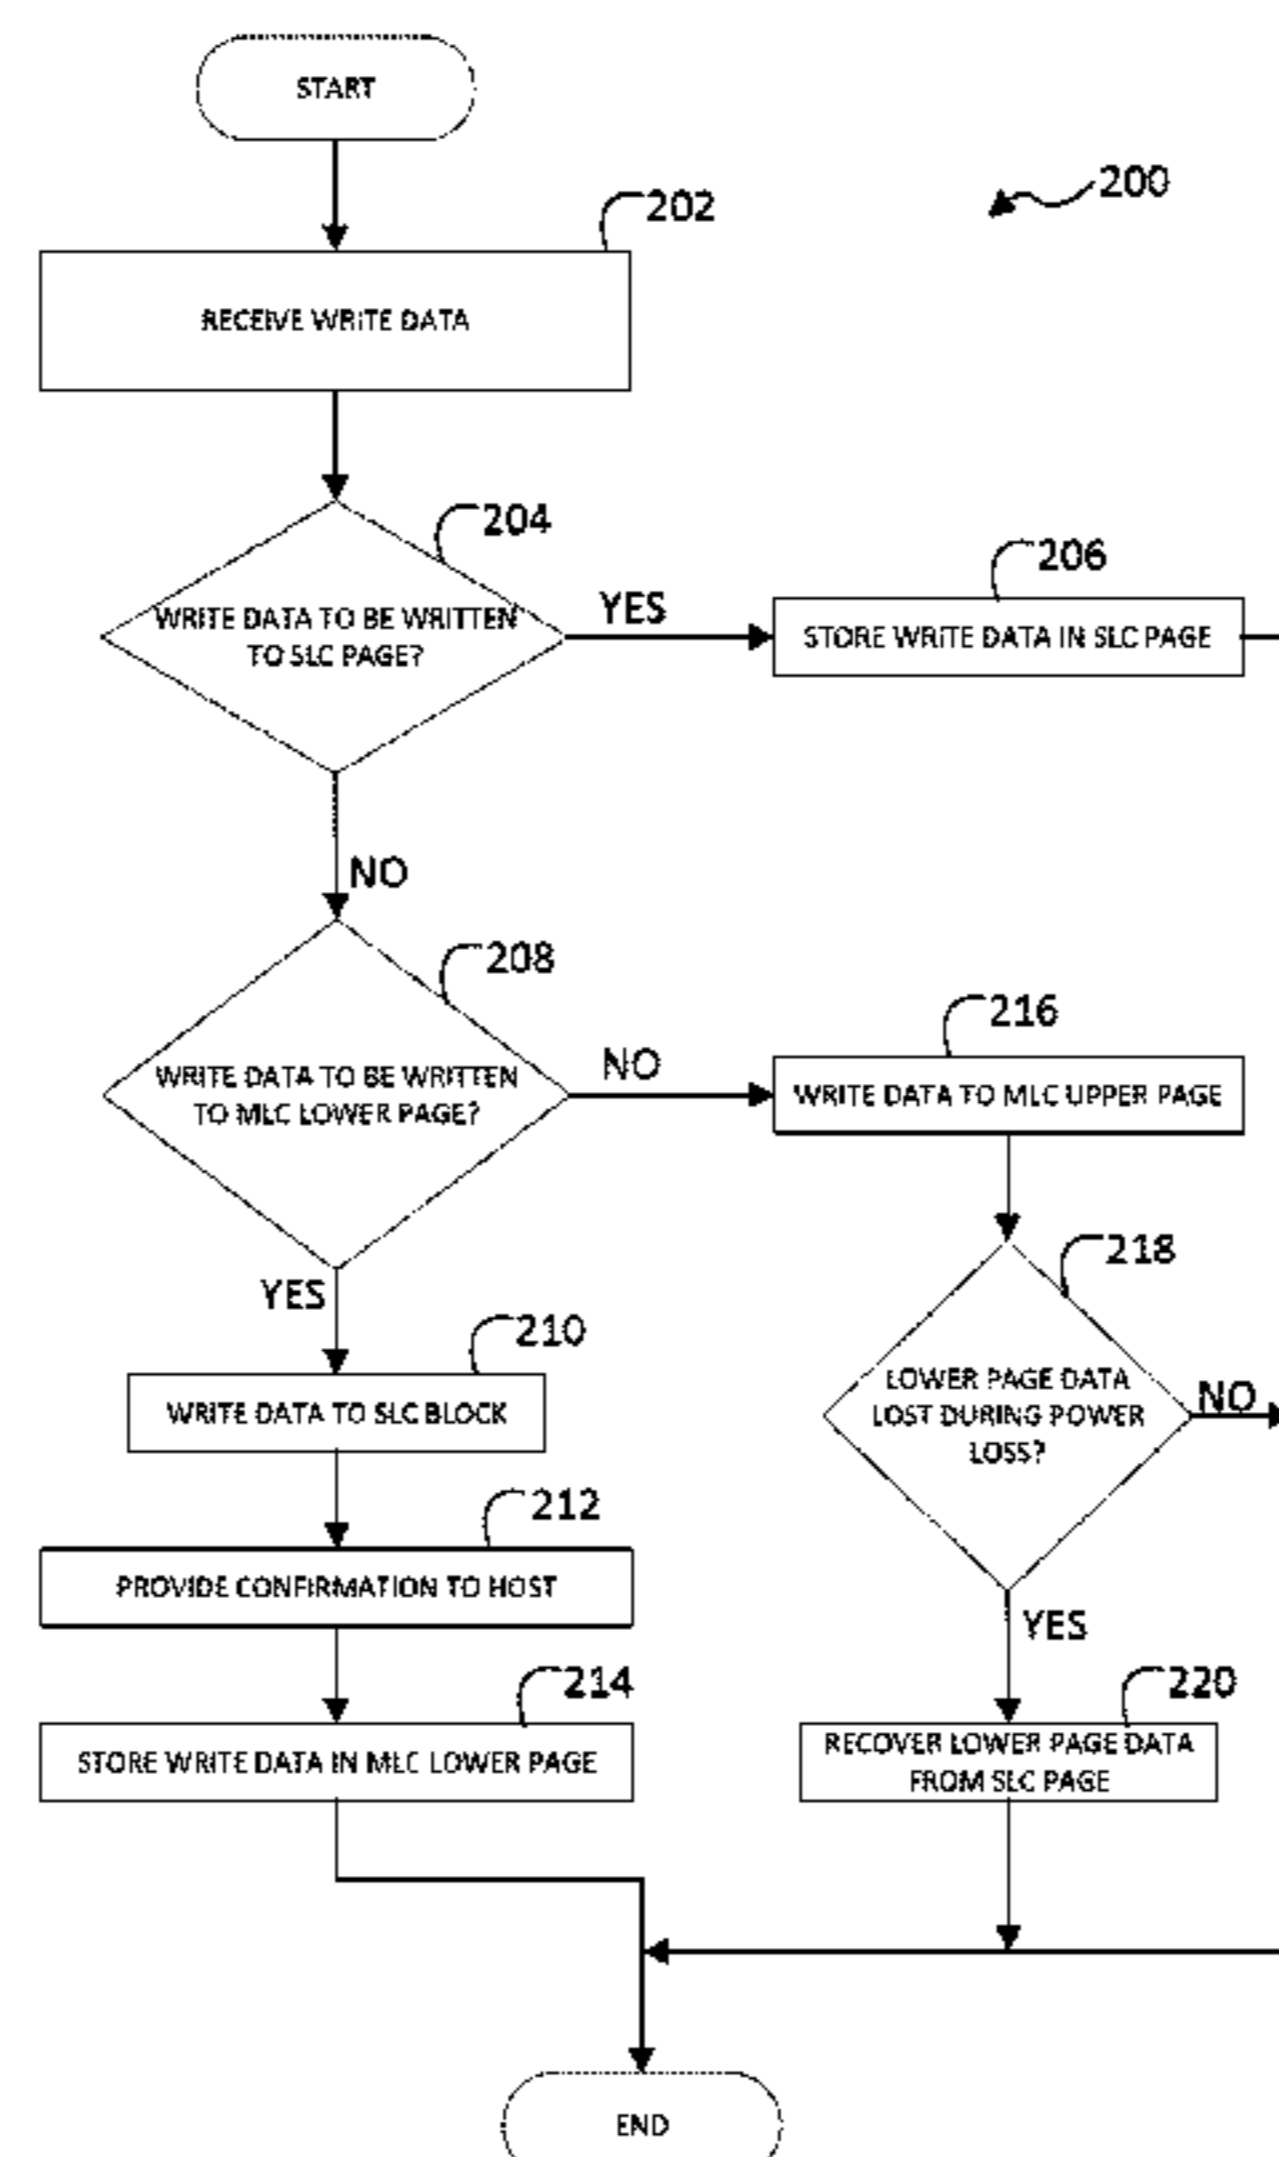 START
200
202
RECEIVE WRITE DATA
204
WRITE DATA TO BE WRITTEN
TO SLC PAGE?
YES
206
STORE WRITE DATA IN SLC PAGE
NO
208
WRITE DATA TO BE WRITTEN
TO MLC LOWER PAGE?
NO
216
WRITE DATA TO MLC UPPER PAGE
218
LOWER PAGE DATA
LOST DURING POWER
LOSS?
NO
YES
210
WRITE DATA TO SLC BLOCK
212
PROVIDE CONFIRMATION TO HOST
214
STORE WRITE DATA IN MLC LOWER PAGE
YES
220
RECOVER LOWER PAGE DATA
FROM SLC PAGE
END